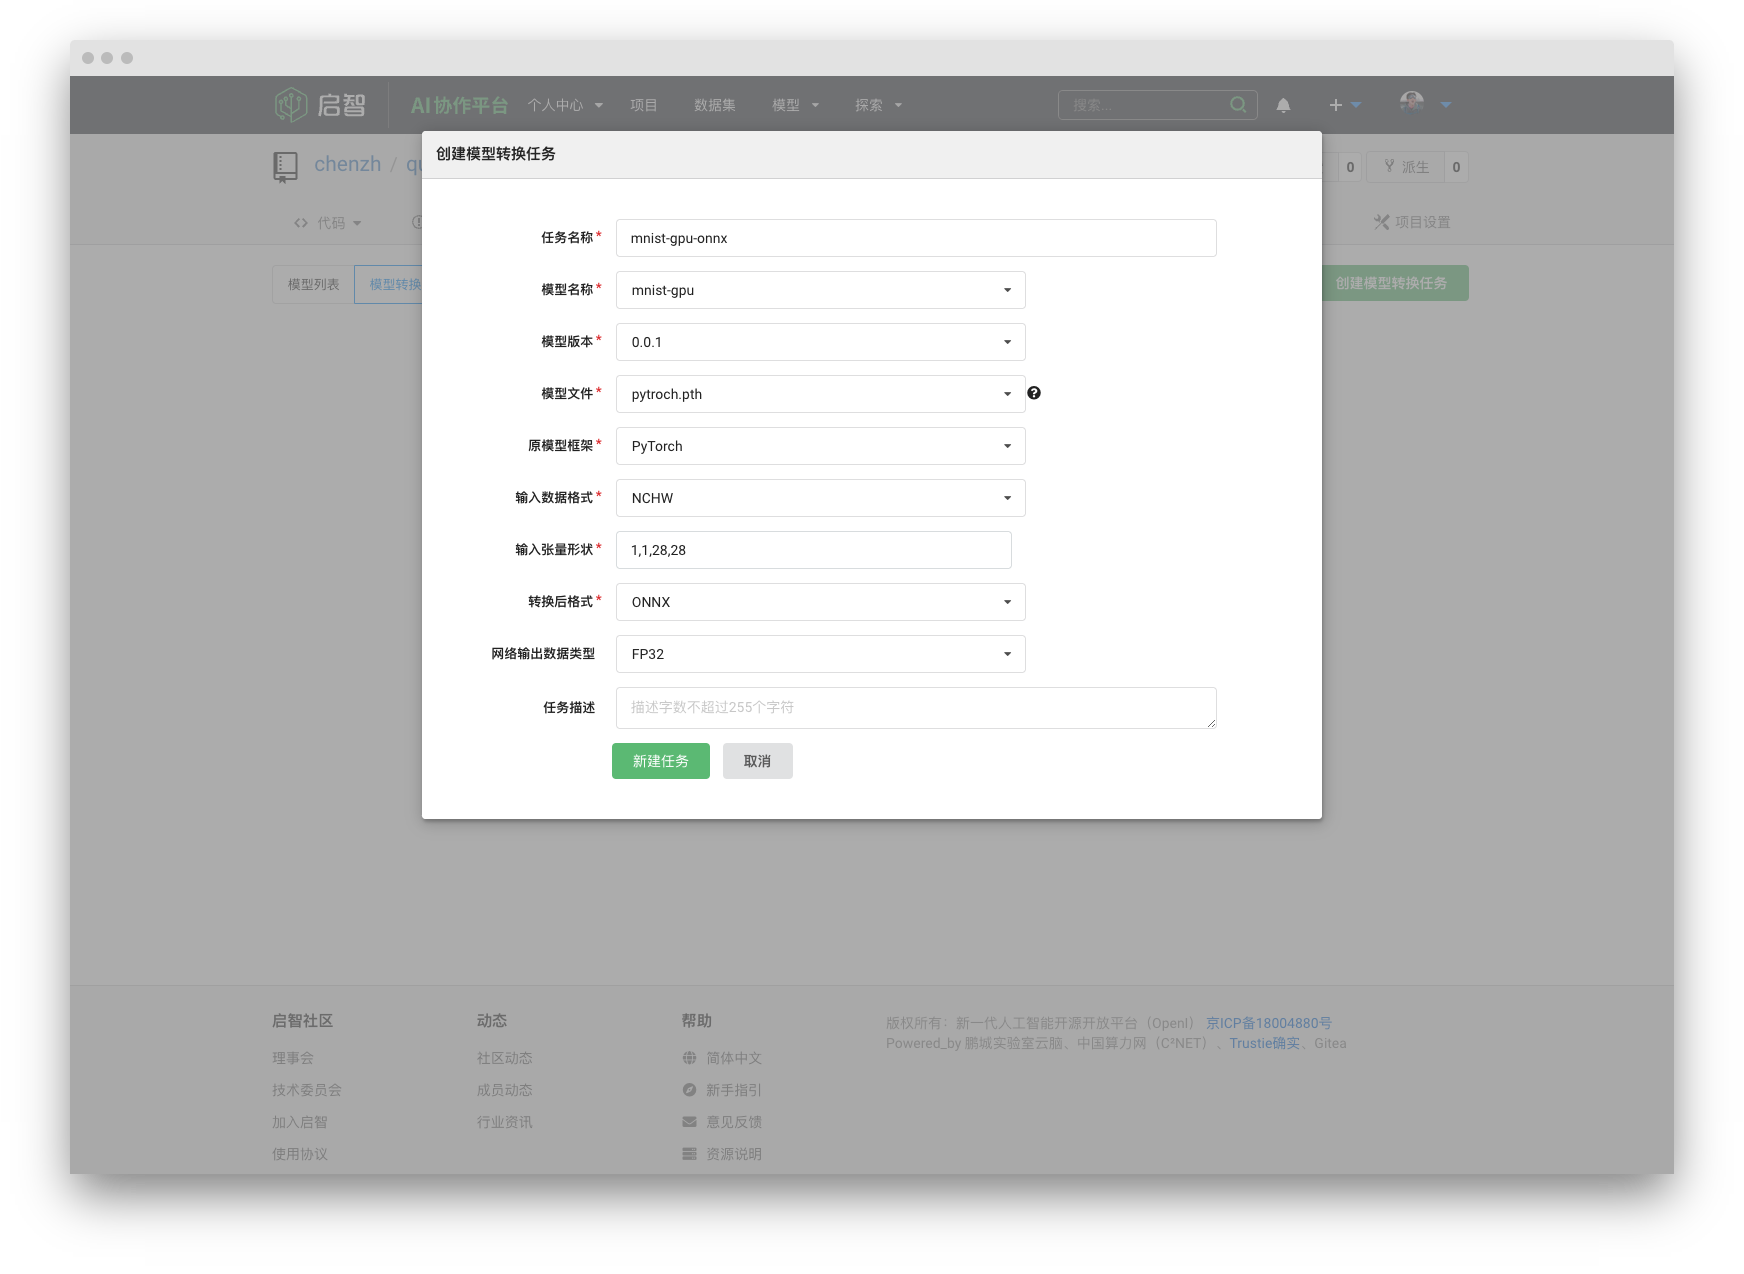 启智 AI协作平台 个人中心 项目 数据集 模型 探索 搜索...
创建模型转换任务
chenzh / qu
0 派生 0
代码 项目设置
模型列表 模型转换 创建模型转换任务
任务名称* mnist-gpu-onnx
模型名称* mnist-gpu
模型版本* 0.0.1
模型文件* pytroch.pth
原模型框架* PyTorch
输入数据格式* NCHW
输入张量形状* 1,1,28,28
转换后格式* ONNX
网络输出数据类型 FP32
任务描述 描述字数不超过255个字符
新建任务 取消
启智社区
理事会
技术委员会
加入启智
使用协议
动态
社区动态
成员动态
行业资讯
帮助
简体中文
新手指引
意见反馈
资源说明
版权所有：新一代人工智能开源开放平台（OpenI） 京ICP备18004880号
Powered_by 鹏城实验室云脑、中国算力网（C²NET）、Trustie确实、Gitea